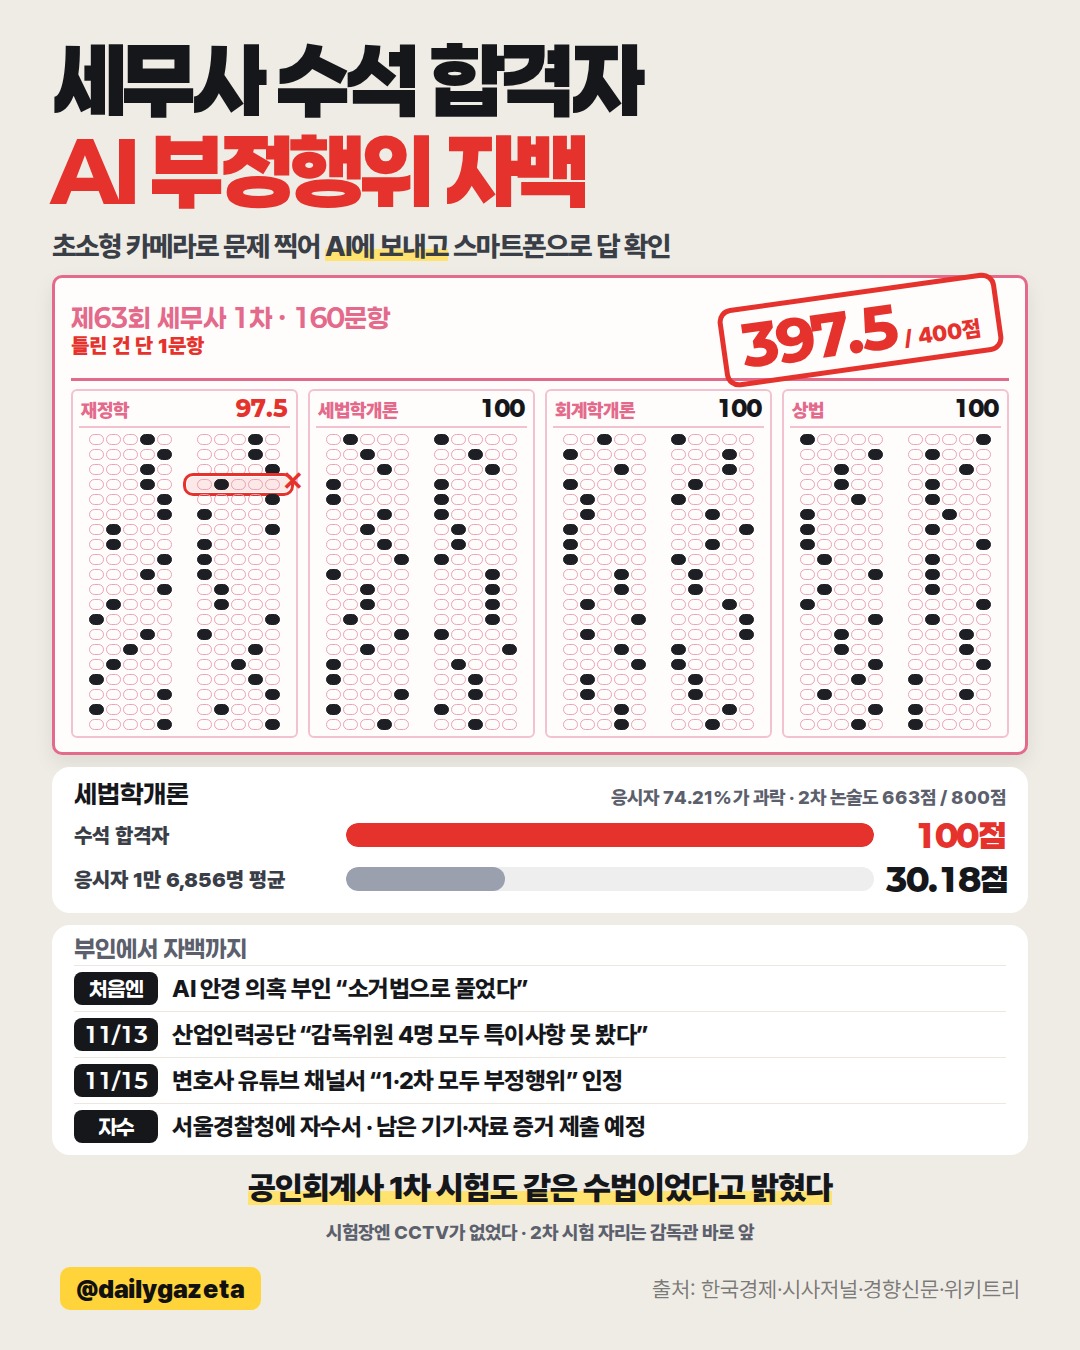 세무사 수석 합격자
AI 부정행위 자백
초소형 카메라로 문제 찍어 AI에 보내고 스마트폰으로 답 확인
제63회 세무사 1차 · 160문항
틀린 건 단 1문항
397.5 / 400점
재정학 97.5
세법학개론 100
회계학개론 100
상법 100
세법학개론
응시자 74.21%가 과락 · 2차 논술도 663점 / 800점
수석 합격자 100점
응시자 1만 6,856명 평균 30.18점
부인에서 자백까지
처음엔 AI 안경 의혹 부인 “소거법으로 풀었다”
11/13 산업인력공단 “감독위원 4명 모두 특이사항 못 봤다”
11/15 변호사 유튜브 채널서 “1·2차 모두 부정행위” 인정
자수 서울경찰청에 자수서 · 남은 기기·자료 증거 제출 예정
공인회계사 1차 시험도 같은 수법이었다고 밝혔다
시험장엔 CCTV가 없었다 · 2차 시험 자리는 감독관 바로 앞
@dailygazeta
출처: 한국경제·시사저널·경향신문·위키트리